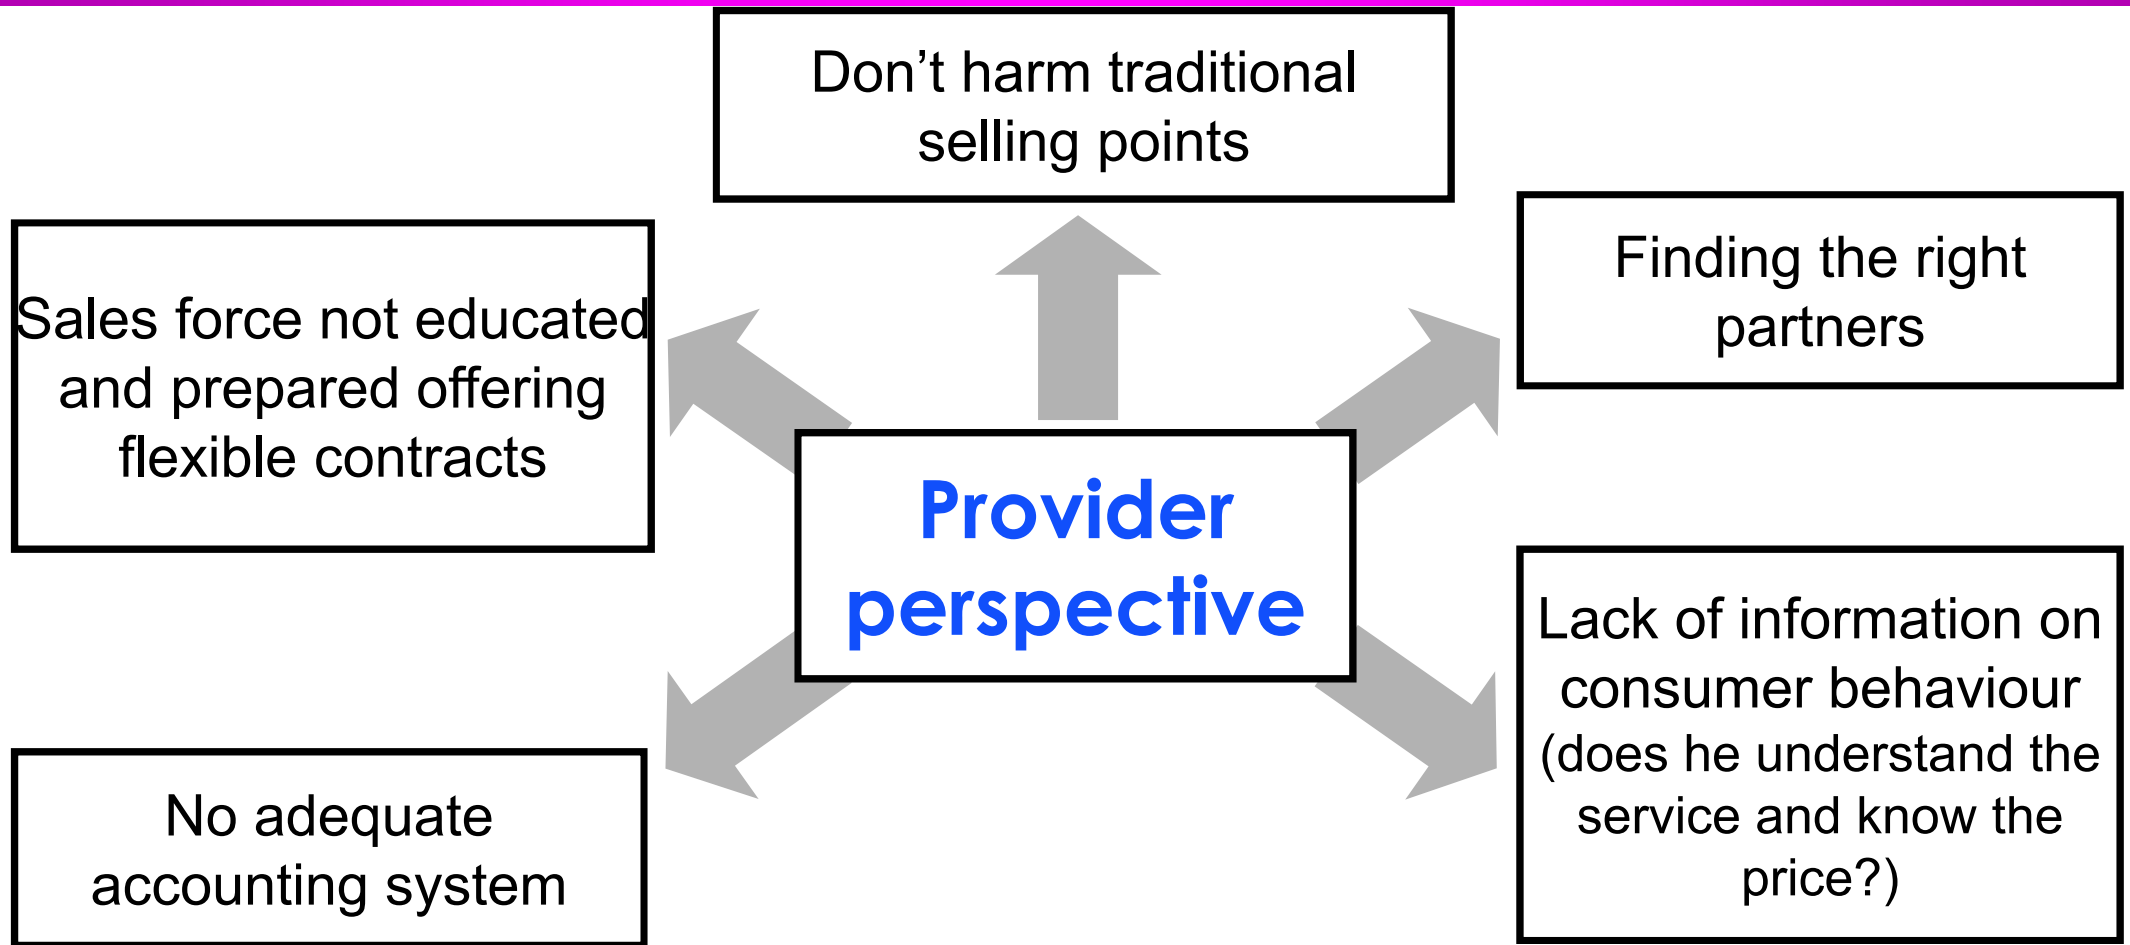 Don’t harm traditional
selling points
Sales force not educated
and prepared offering
flexible contracts
Finding the right
partners
Provider
perspective
No adequate
accounting system
Lack of information on
consumer behaviour
(does he understand the
service and know the
price?)